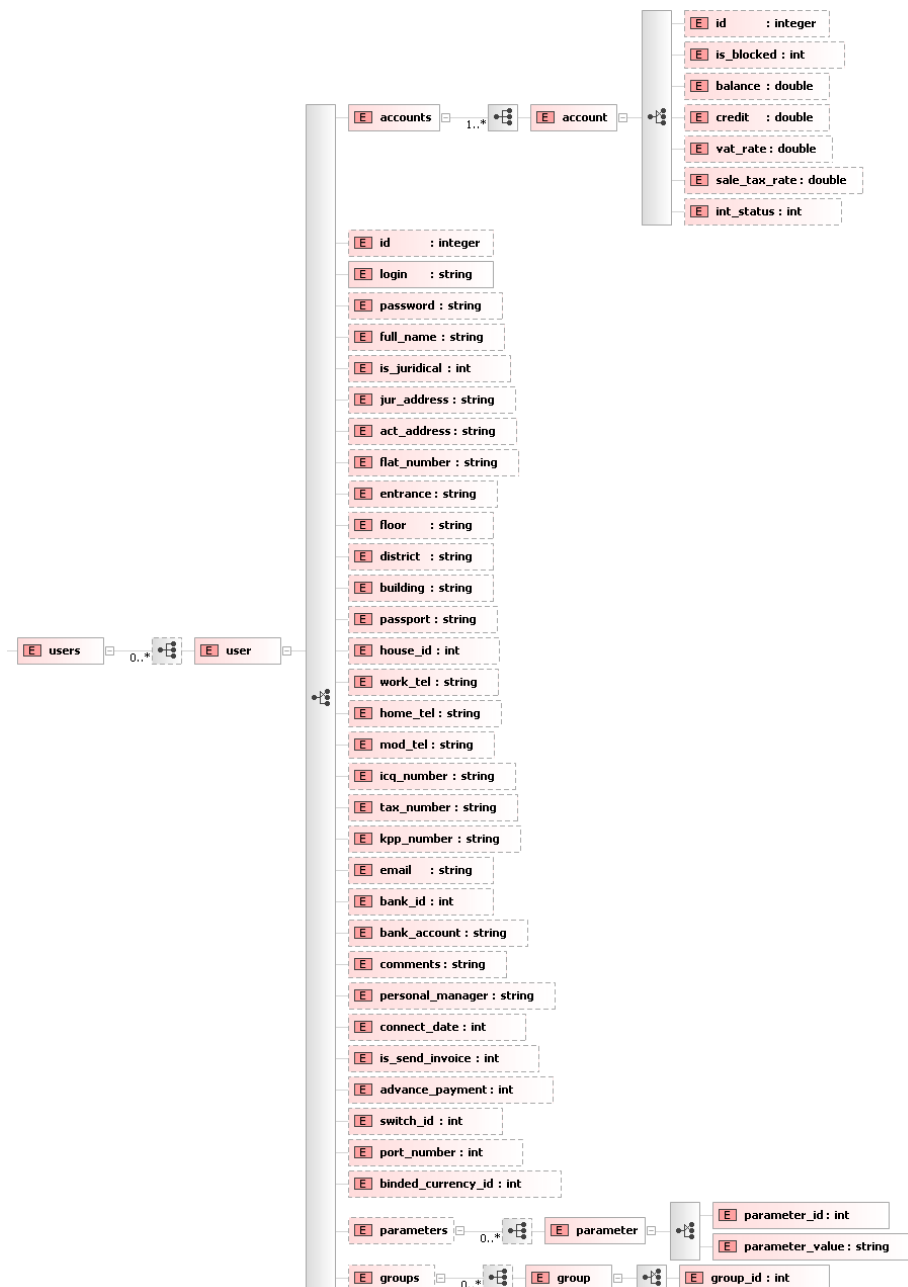 E id : integer
E is_blocked : int
E balance : double
E credit : double
E accounts 1..* E account
E vat_rate : double
E sale_tax_rate : double
E int_status : int
E id : integer
E login : string
E password : string
E full_name : string
E is_juridical : int
E jur_address : string
E act_address : string
E flat_number : string
E entrance : string
E floor : string
E district : string
E building : string
E passport : string
E users 0..* E user
E house_id : int
E work_tel : string
E home_tel : string
E mod_tel : string
E icq_number : string
E tax_number : string
E kpp_number : string
E email : string
E bank_id : int
E bank_account : string
E comments : string
E personal_manager : string
E connect_date : int
E is_send_invoice : int
E advance_payment : int
E switch_id : int
E port_number : int
E binded_currency_id : int
E parameters 0..* E parameter
E parameter_id : int
E parameter_value : string
E groups 0..* E group E group_id : int